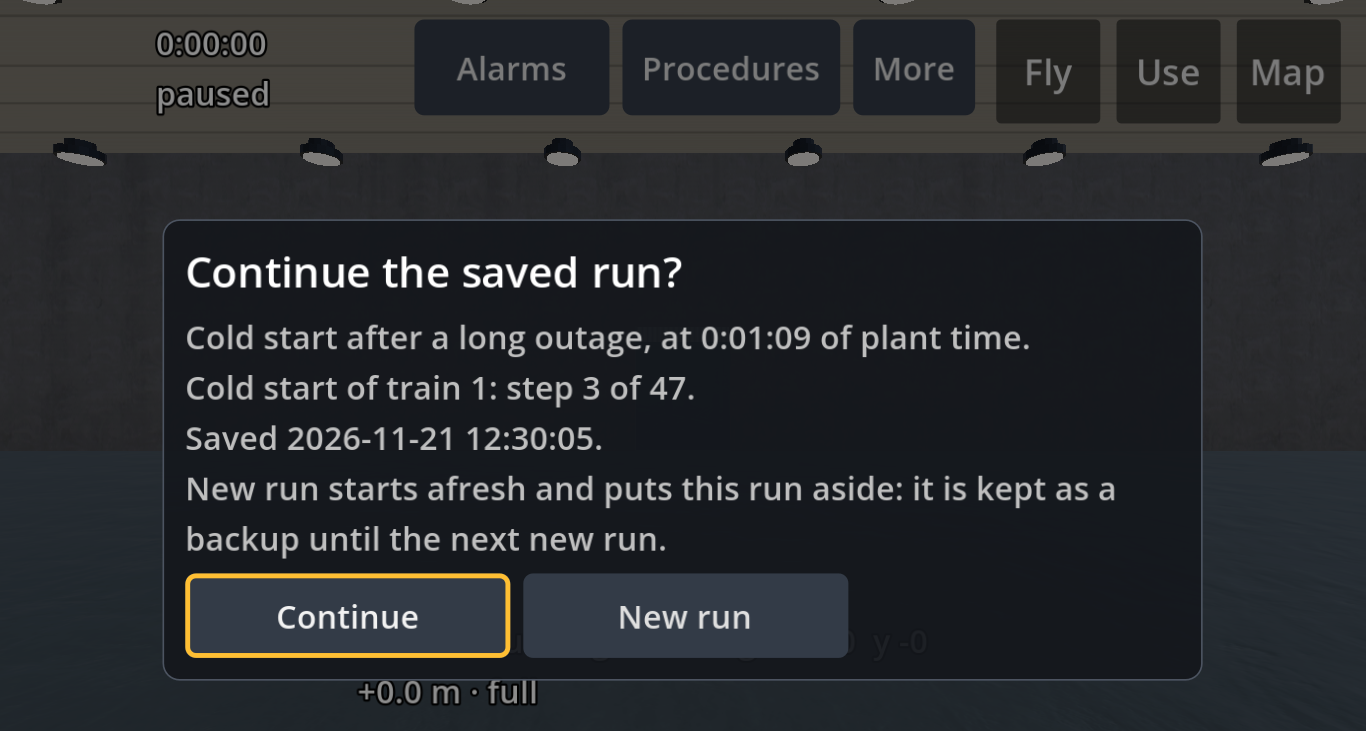 0:00:00
paused
Alarms
Procedures
More
Fly
Use
Map
Continue the saved run?
Cold start after a long outage, at 0:01:09 of plant time.
Cold start of train 1: step 3 of 47.
Saved 2026-11-21 12:30:05.
New run starts afresh and puts this run aside: it is kept as a
backup until the next new run.
Continue
New run
y -0
+0.0 m · full